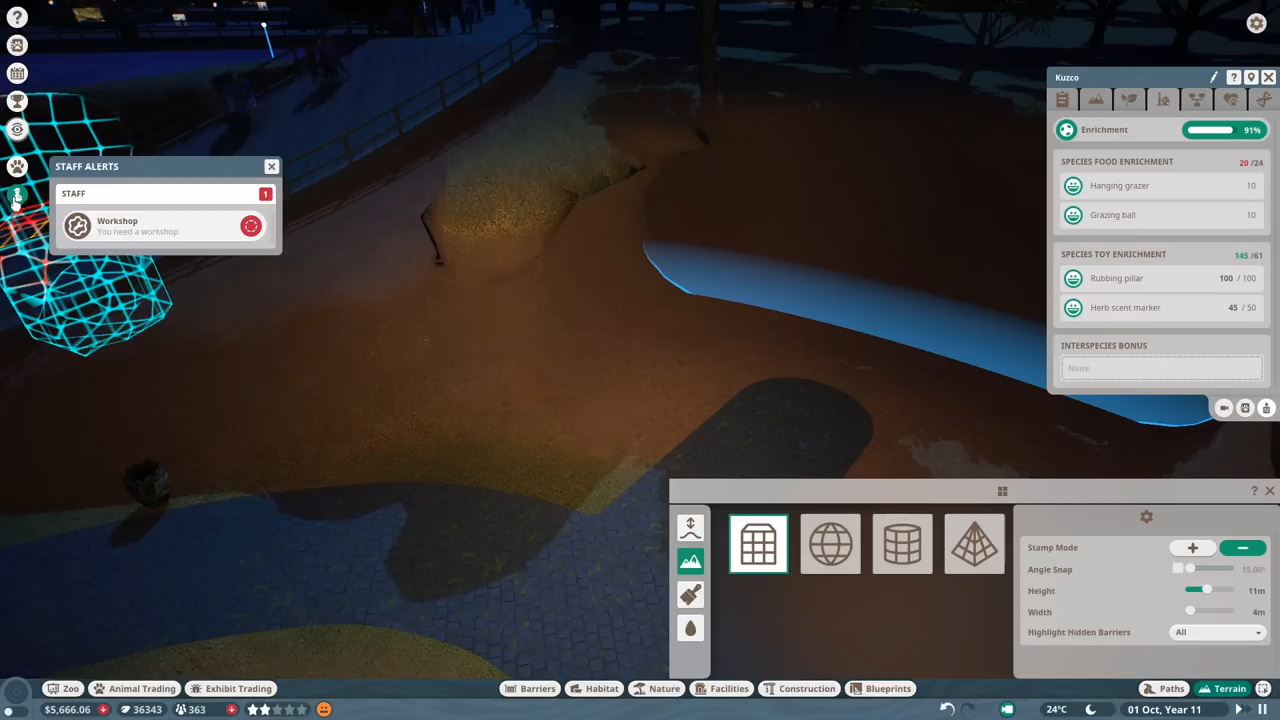 STAFF ALERTS
STAFF
1
Workshop
You need a workshop
Kuzco
Enrichment
91%
SPECIES FOOD ENRICHMENT
20 /24
Hanging grazer
10
Grazing ball
10
SPECIES TOY ENRICHMENT
145 /61
Rubbing pillar
100 / 100
Herb scent marker
45 / 50
INTERSPECIES BONUS
None
Stamp Mode
Angle Snap
15.00°
Height
11m
Width
4m
Highlight Hidden Barriers
All
Zoo
Animal Trading
Exhibit Trading
Barriers
Habitat
Nature
Facilities
Construction
Blueprints
Paths
Terrain
$5,666.06
36343
363
24°C
01 Oct, Year 11